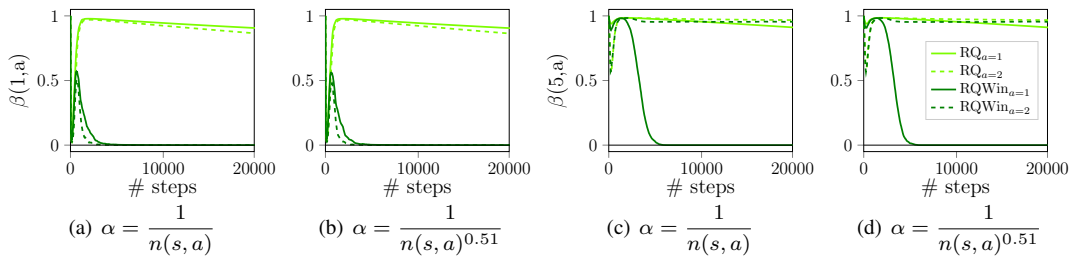 β(1,a)
1
0.5
0
0
10000
20000
# steps
(a) α = 1 / n(s, a)
1
0.5
0
0
10000
20000
# steps
(b) α = 1 / n(s, a)^0.51
β(5,a)
1
0.5
0
0
10000
20000
# steps
(c) α = 1 / n(s, a)
1
0.5
0
0
10000
20000
# steps
RQ_a=1
RQ_a=2
RQWin_a=1
RQWin_a=2
(d) α = 1 / n(s, a)^0.51